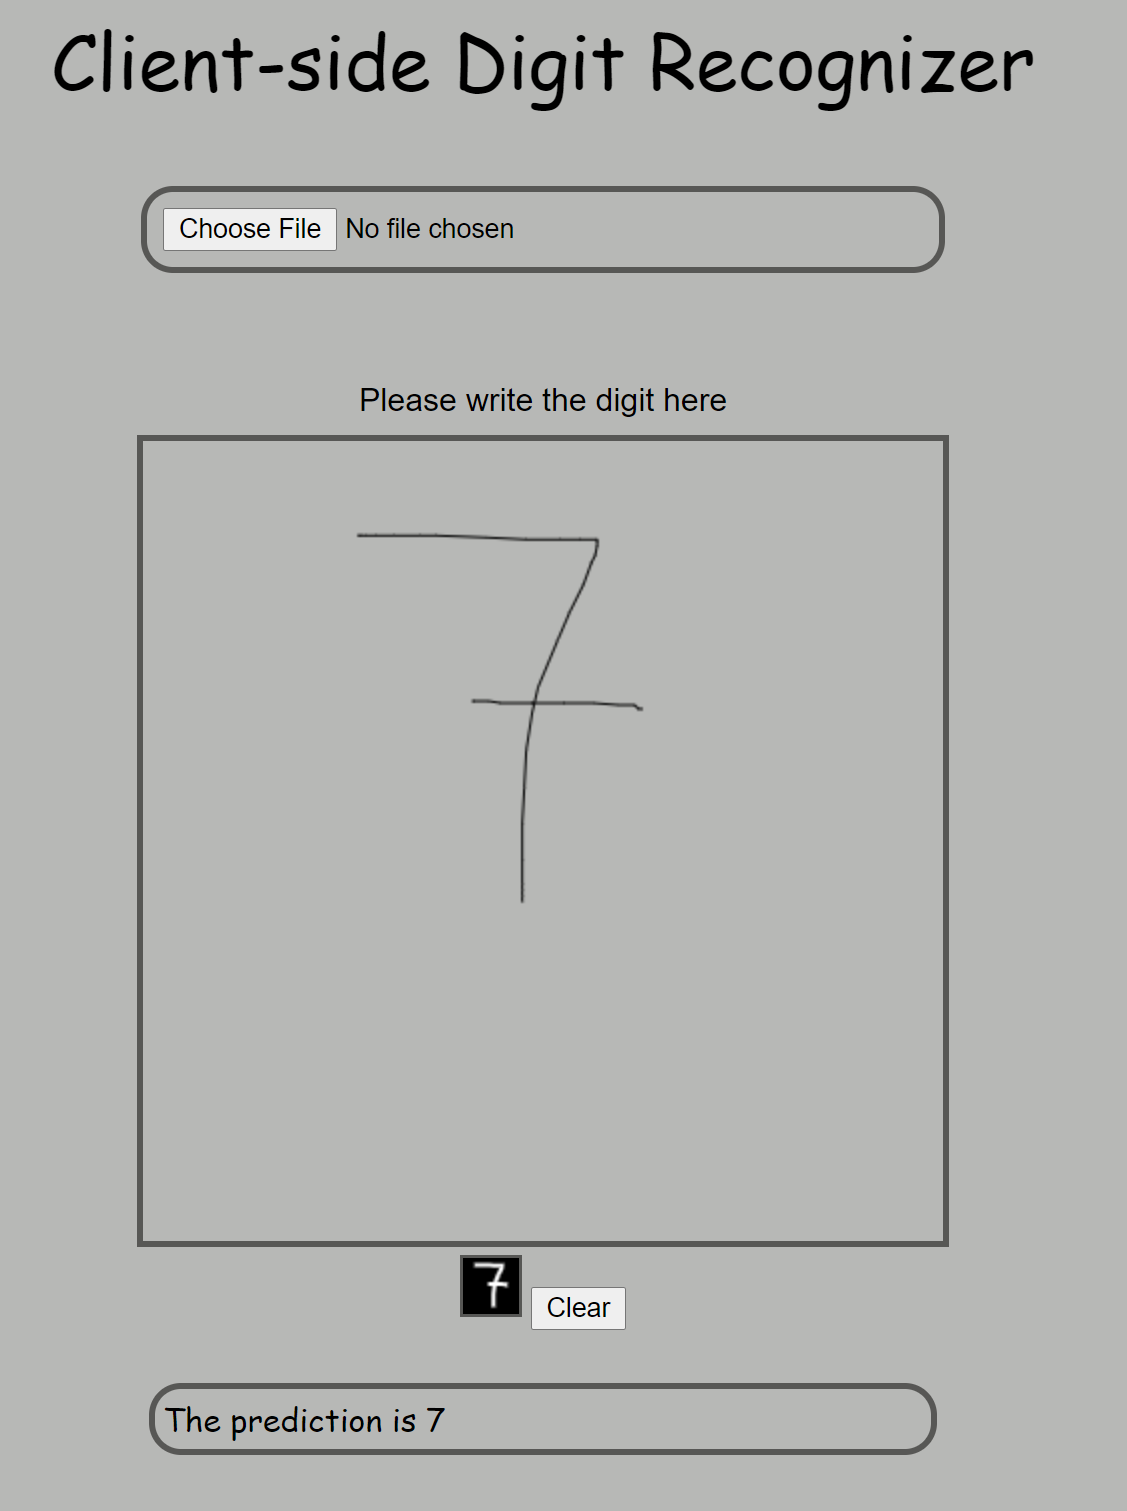 Client-side Digit Recognizer
Choose File No file chosen
Please write the digit here
7
7 Clear
The prediction is 7